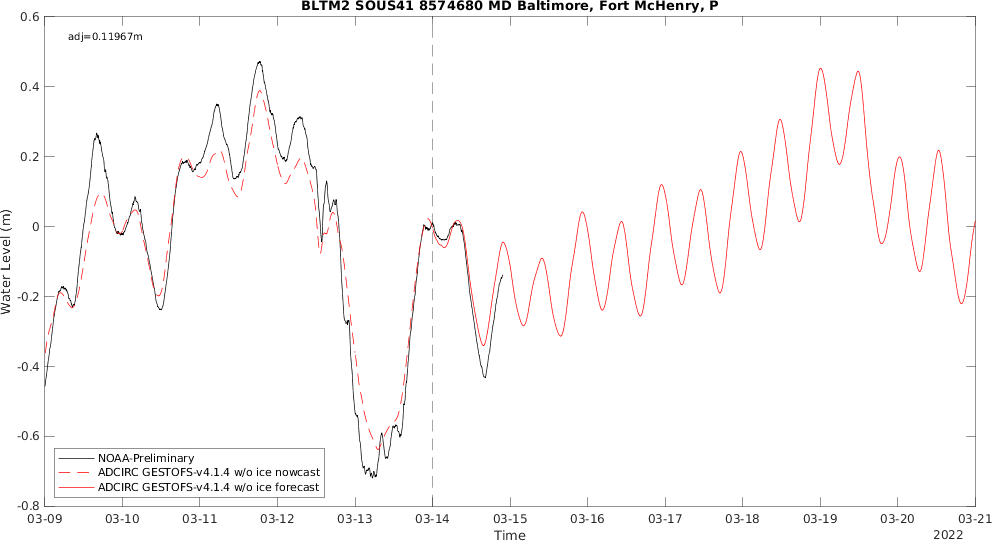 BLTM2 SOUS41 8574680 MD Baltimore, Fort McHenry, P
adj=0.11967m
0.6
0.4
0.2
0
-0.2
-0.4
-0.6
-0.8
Water Level (m)
NOAA-Preliminary
ADCIRC GESTOFS-v4.1.4 w/o ice nowcast
ADCIRC GESTOFS-v4.1.4 w/o ice forecast
03-09 03-10 03-11 03-12 03-13 03-14 03-15 03-16 03-17 03-18 03-19 03-20 03-21
Time
2022